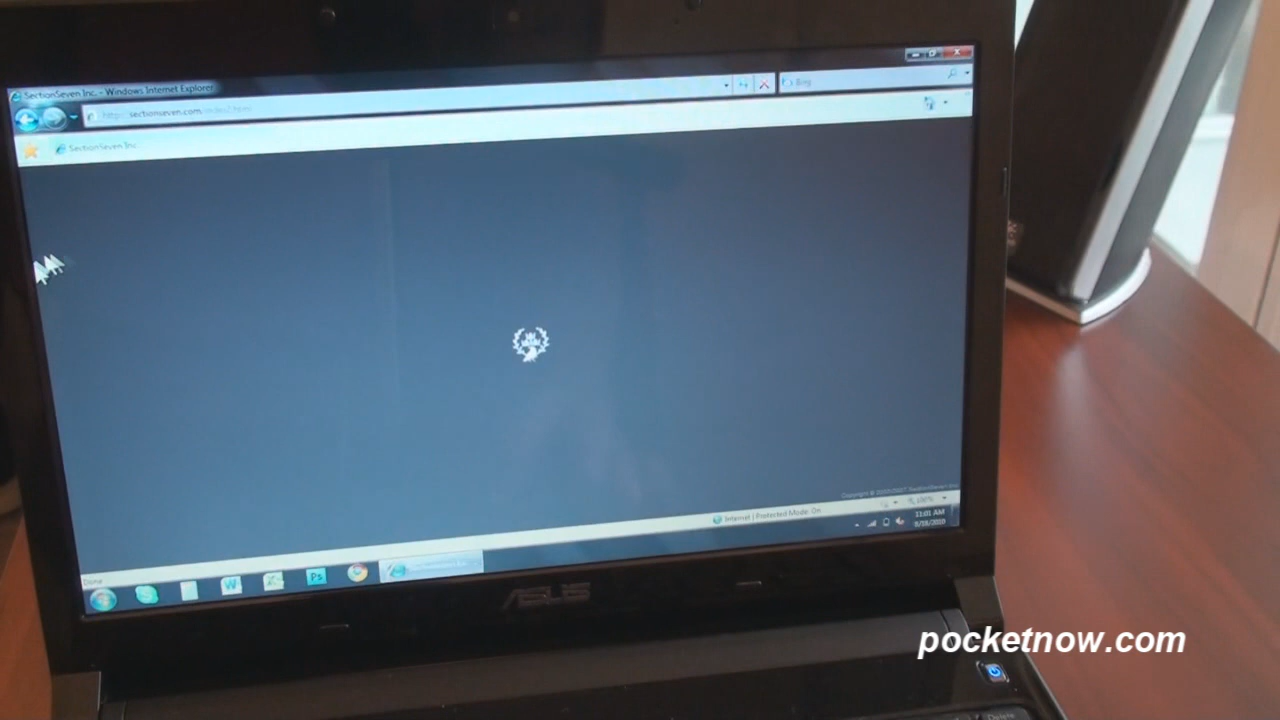 SectionSeven Inc. - Windows Internet Explorer
sectionseven.com
Bing
SectionSeven Inc.
100%
Internet | Protected Mode: On
11:01 AM
Done
W
Ps
ASUS
pocketnow.com